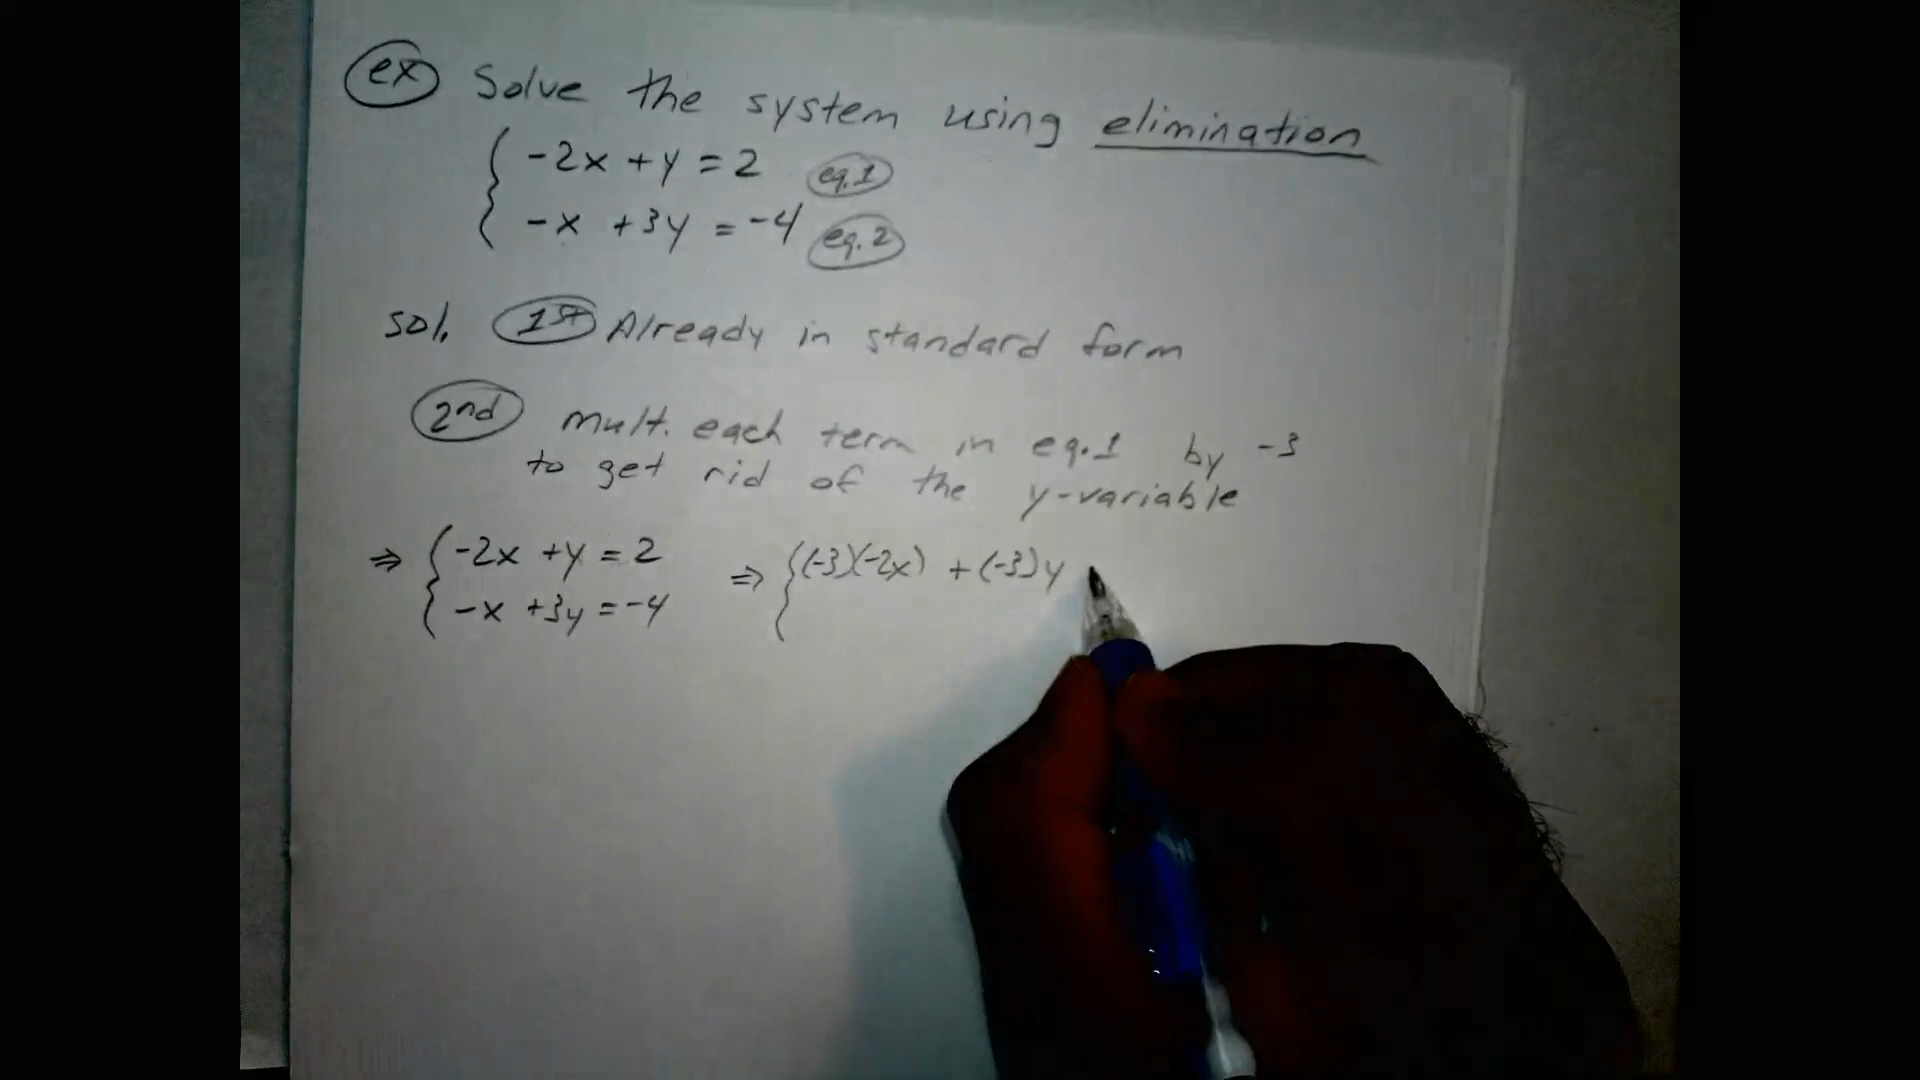 ex Solve the system using elimination
-2x + y = 2 eq.1
-x + 3y = -4 eq.2
sol. 1st Already in standard form
2nd mult. each term in eq.1 by -3
to get rid of the y-variable
⇒ { -2x + y = 2 ⇒ { (-3)(-2x) + (-3)y
-x + 3y = -4